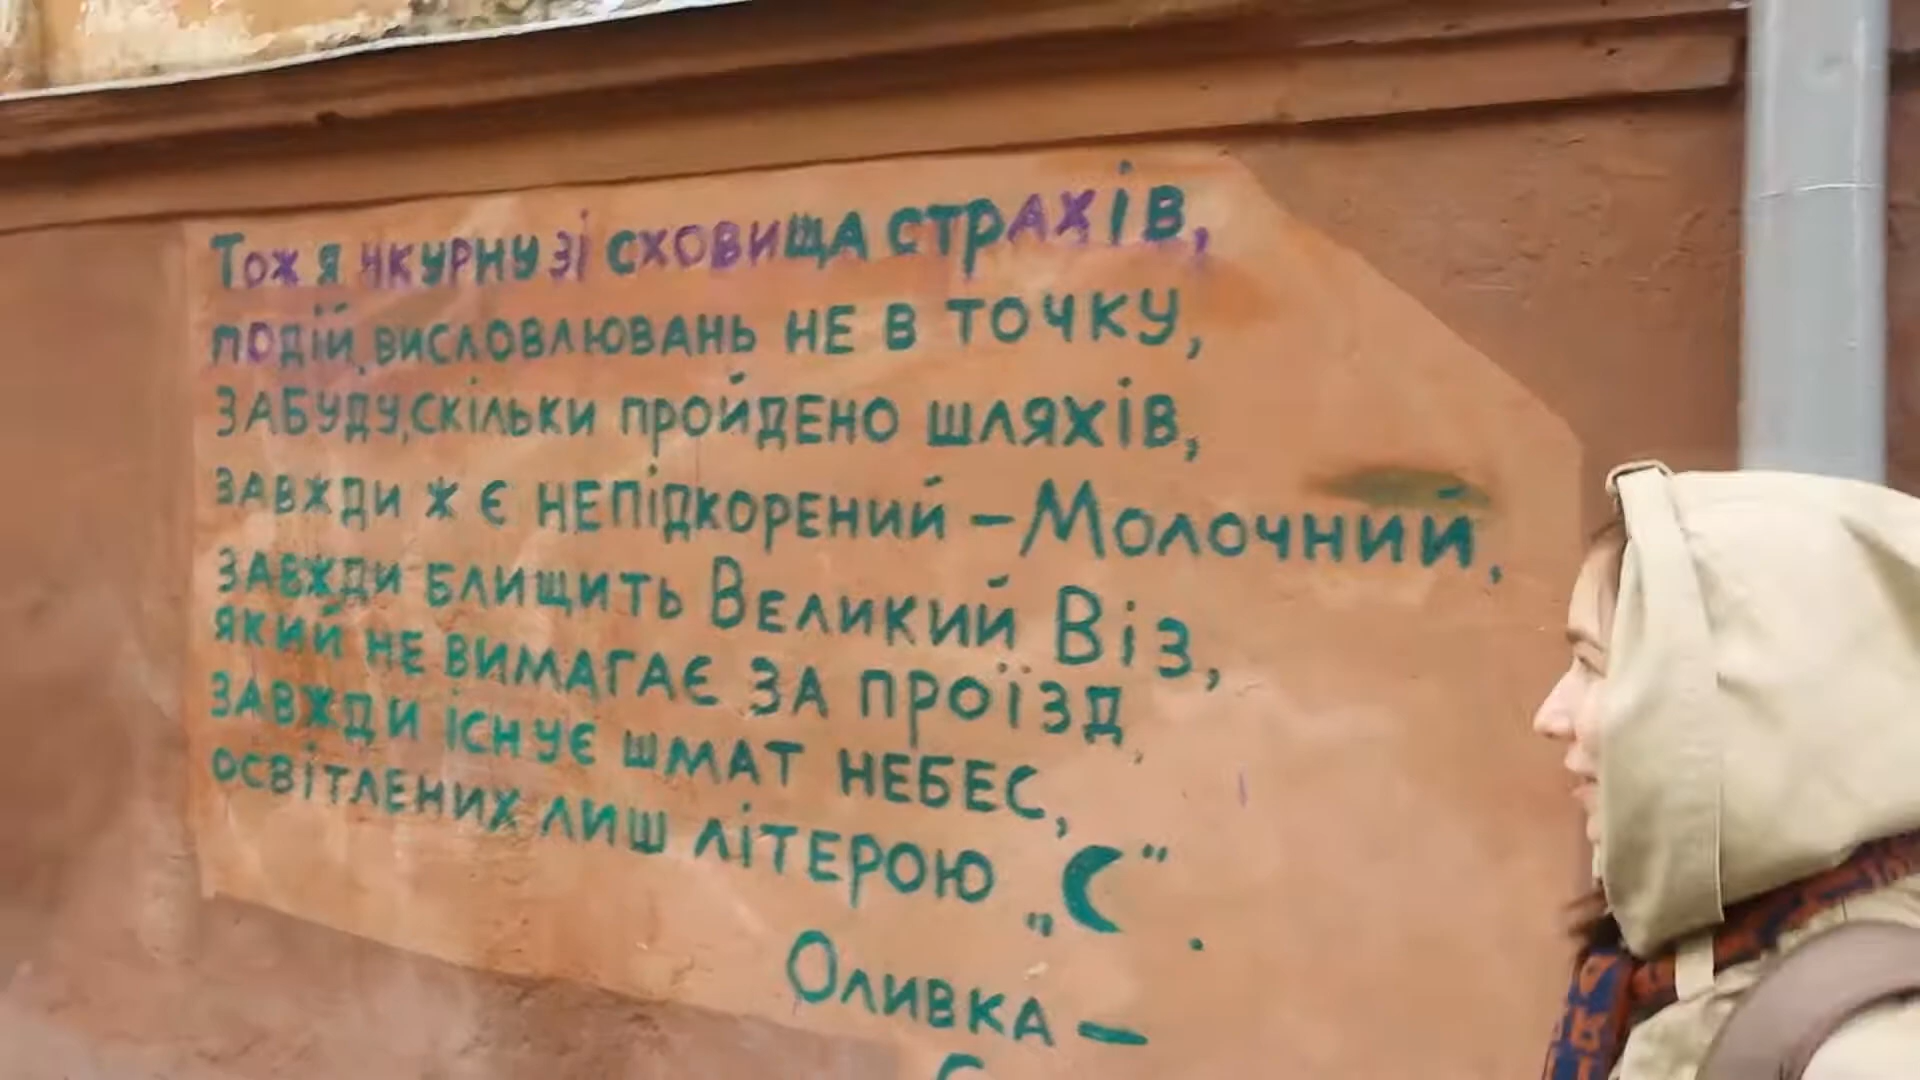 Тож я чкурну зі сховища страхів,
подій, висловлювань не в точку,
забуду, скільки пройдено шляхів,
завжди ж є непідкорений – Молочний,
завжди блищить Великий Віз,
який не вимагає за проїзд,
завжди існує шмат небес,
освітлених лиш літерою „С“.
Оливка –